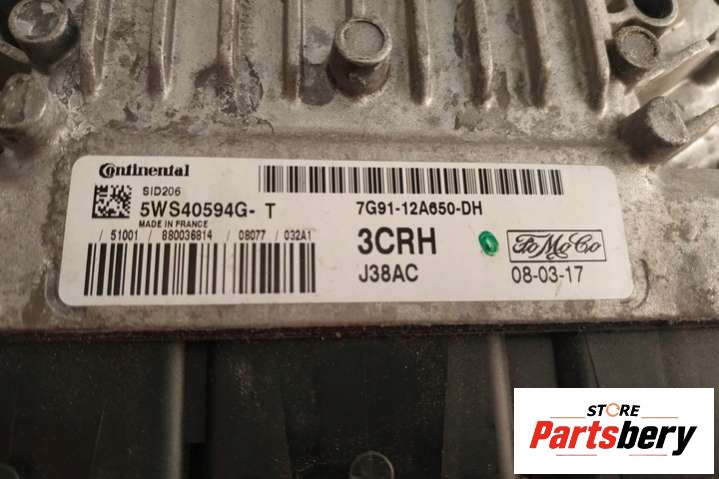 Continental
SID206
5WS40594G- T
MADE IN FRANCE
/ 51001 / 880036814 / 08077 / 032A1
7G91-12A650-DH
3CRH
J38AC
FoMoCo
08-03-17
STORE
Partsbery